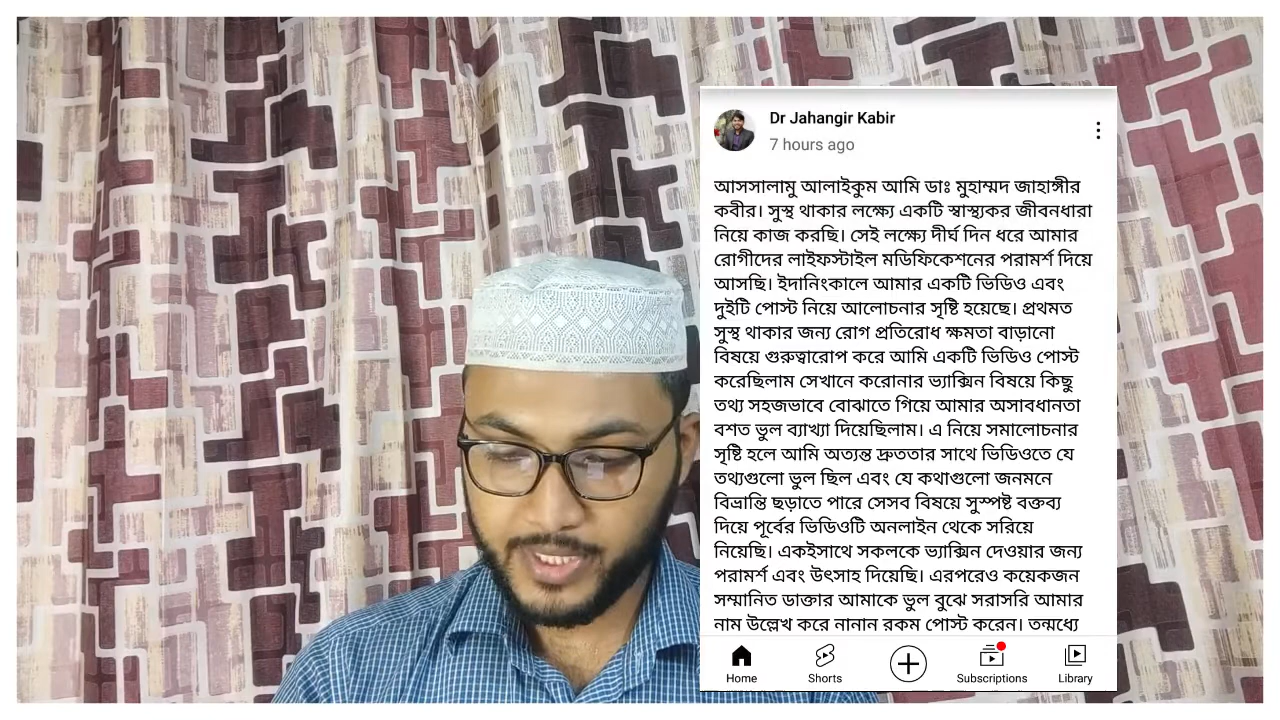 Dr Jahangir Kabir
7 hours ago
আসসালামু আলাইকুম আমি ডাঃ মুহাম্মদ জাহাঙ্গীর
কবীর। সুস্থ থাকার লক্ষ্যে একটি স্বাস্থ্যকর জীবনধারা
নিয়ে কাজ করছি। সেই লক্ষ্যে দীর্ঘ দিন ধরে আমার
রোগীদের লাইফস্টাইল মডিফিকেশনের পরামর্শ দিয়ে
আসছি। ইদানিংকালে আমার একটি ভিডিও এবং
দুইটি পোস্ট নিয়ে আলোচনার সৃষ্টি হয়েছে। প্রথমত
সুস্থ থাকার জন্য রোগ প্রতিরোধ ক্ষমতা বাড়ানো
বিষয়ে গুরুত্বারোপ করে আমি একটি ভিডিও পোস্ট
করেছিলাম সেখানে করোনার ভ্যাক্সিন বিষয়ে কিছু
তথ্য সহজভাবে বোঝাতে গিয়ে আমার অসাবধানতা
বশত ভুল ব্যাখ্যা দিয়েছিলাম। এ নিয়ে সমালোচনার
সৃষ্টি হলে আমি অত্যন্ত দ্রুততার সাথে ভিডিওতে যে
তথ্যগুলো ভুল ছিল এবং যে কথাগুলো জনমনে
বিভ্রান্তি ছড়াতে পারে সেসব বিষয়ে সুস্পষ্ট বক্তব্য
দিয়ে পূর্বের ভিডিওটি অনলাইন থেকে সরিয়ে
নিয়েছি। একইসাথে সকলকে ভ্যাক্সিন দেওয়ার জন্য
পরামর্শ এবং উৎসাহ দিয়েছি। এরপরেও কয়েকজন
সম্মানিত ডাক্তার আমাকে ভুল বুঝে সরাসরি আমার
নাম উল্লেখ করে নানান রকম পোস্ট করেন। তন্মধ্যে
Home
Shorts
Subscriptions
Library